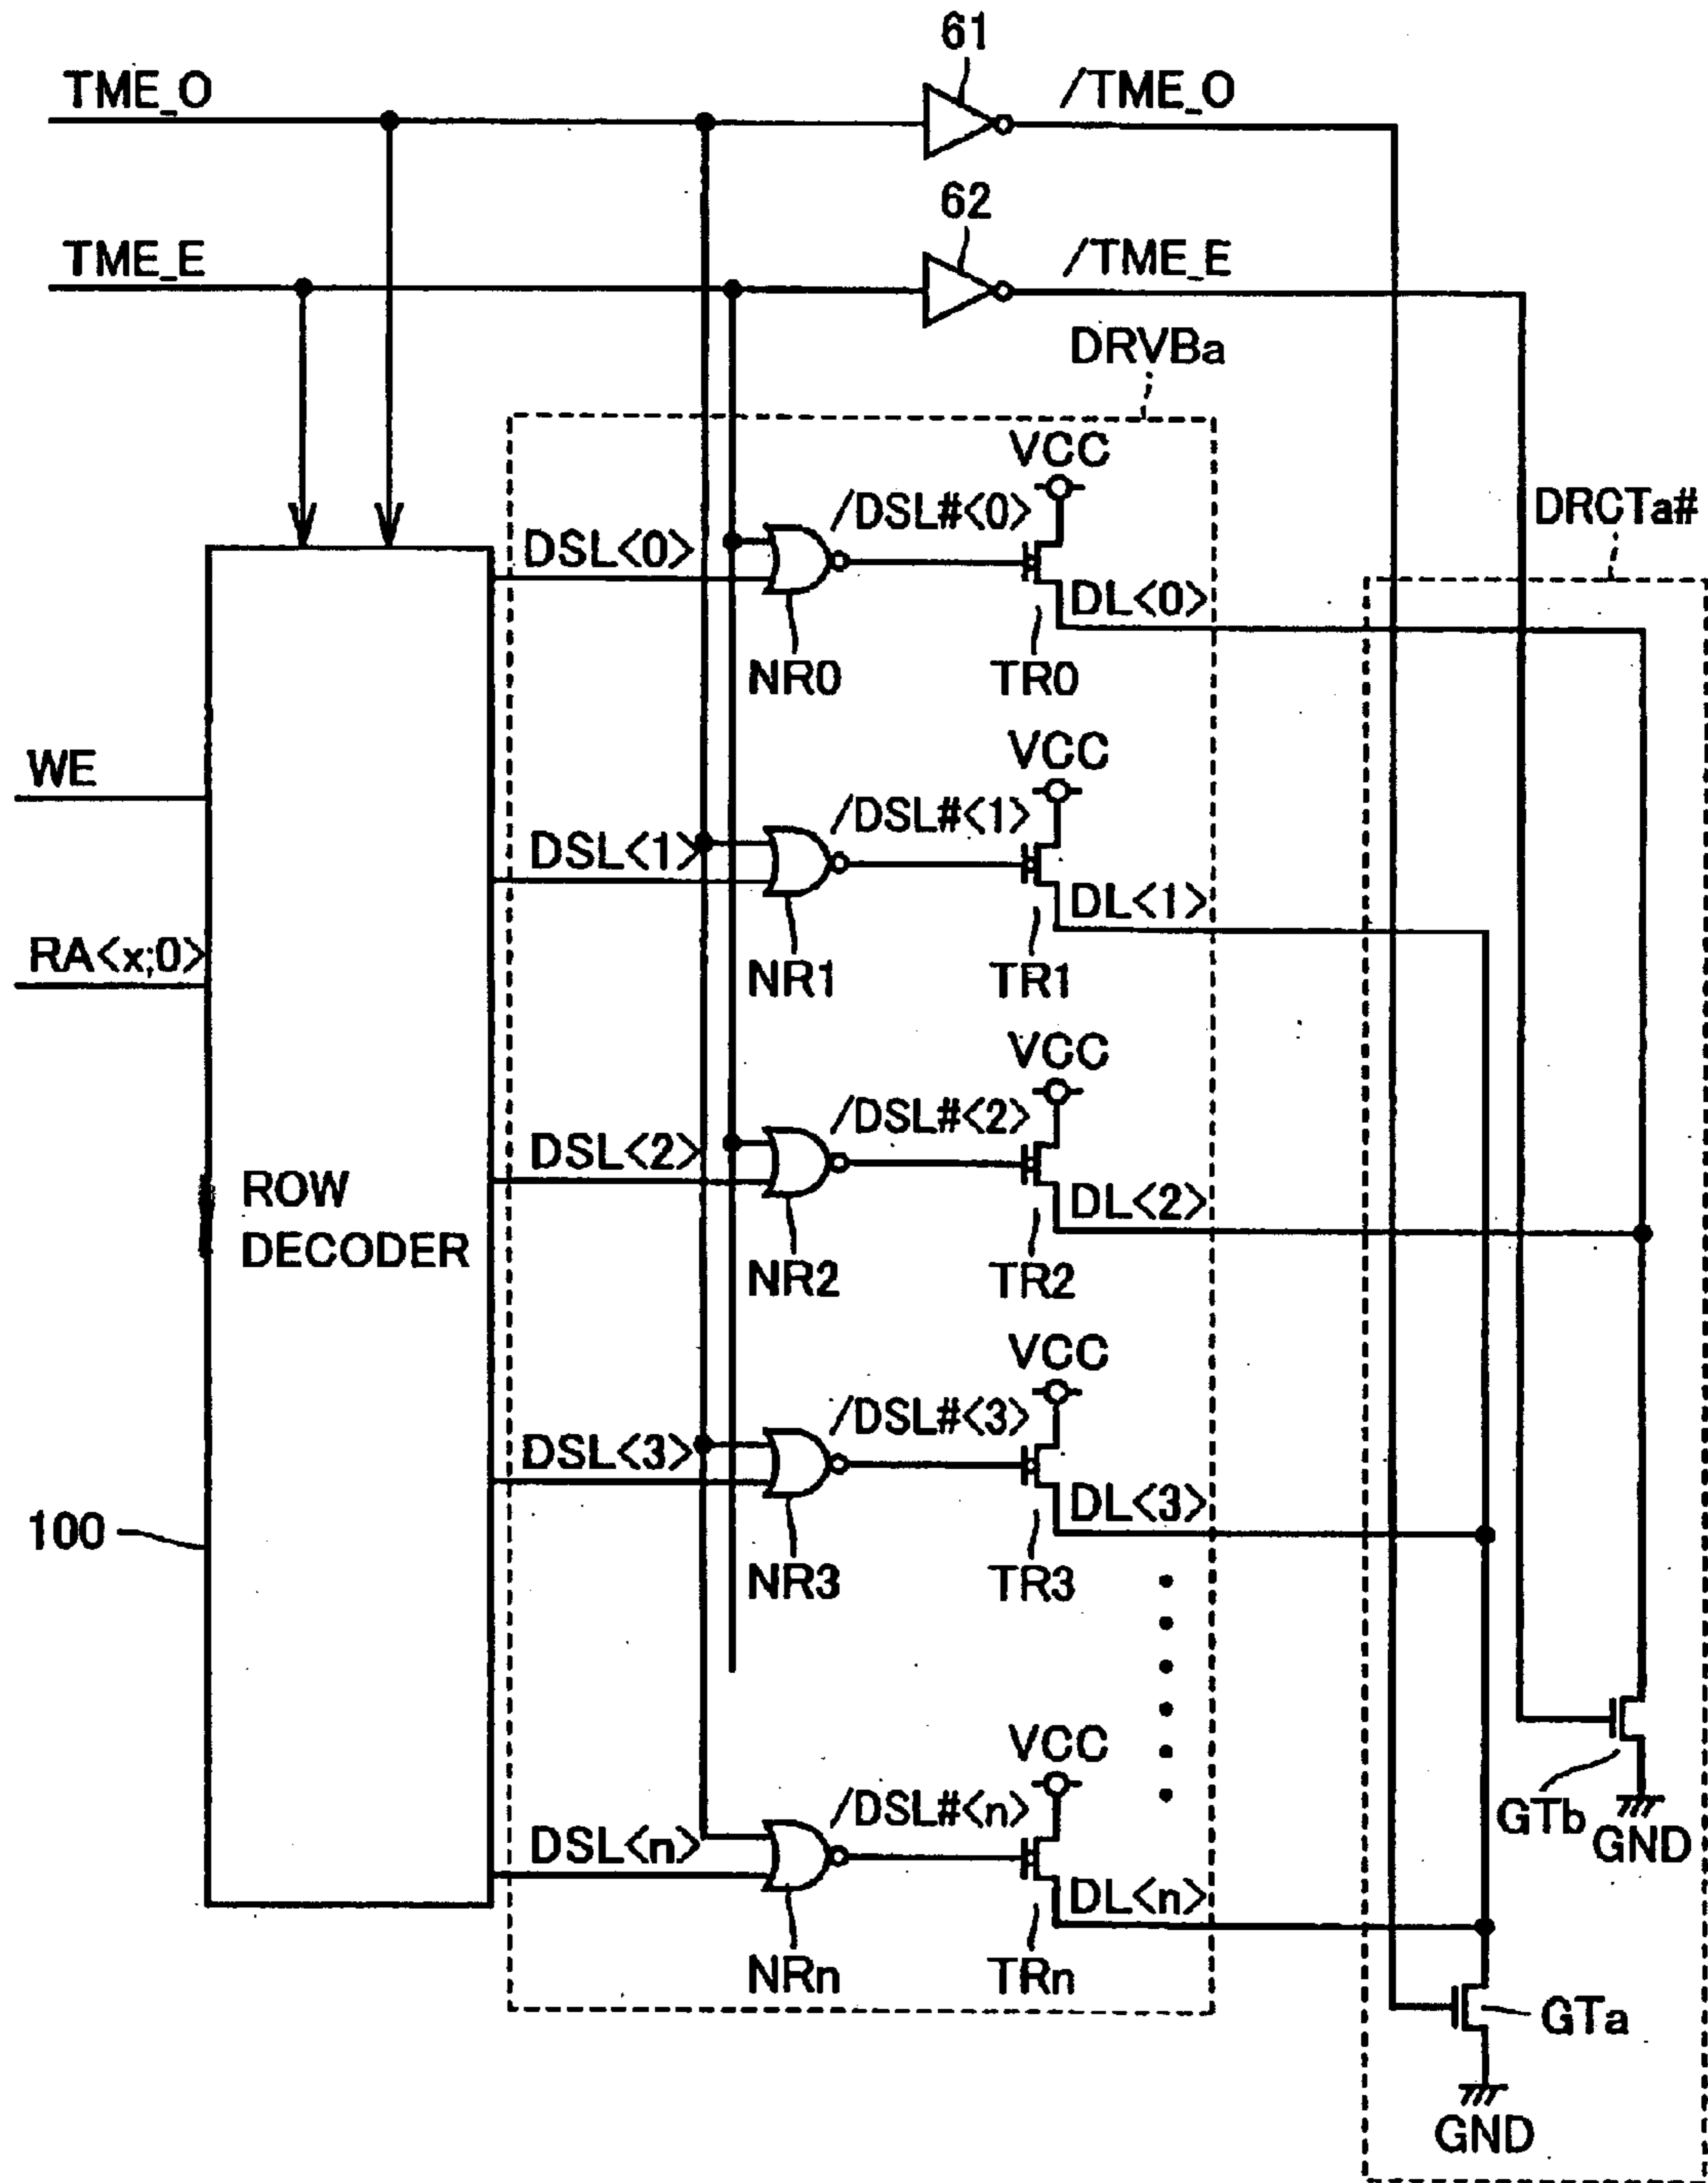 61
TME_O
/TME_O
62
TME_E
/TME_E
DRVBa
VCC
DRCTa#
/DSL#<0>
DSL<0>
DL<0>
NR0
TR0
WE
VCC
/DSL#<1>
DSL<1>
DL<1>
RA<x;0>
NR1
TR1
VCC
/DSL#<2>
DSL<2>
DL<2>
ROW
DECODER
NR2
TR2
VCC
/DSL#<3>
DSL<3>
DL<3>
100
NR3
TR3
VCC
/DSL#<n>
GTb
GND
DSL<n>
DL<n>
NRn
TRn
GTa
GND